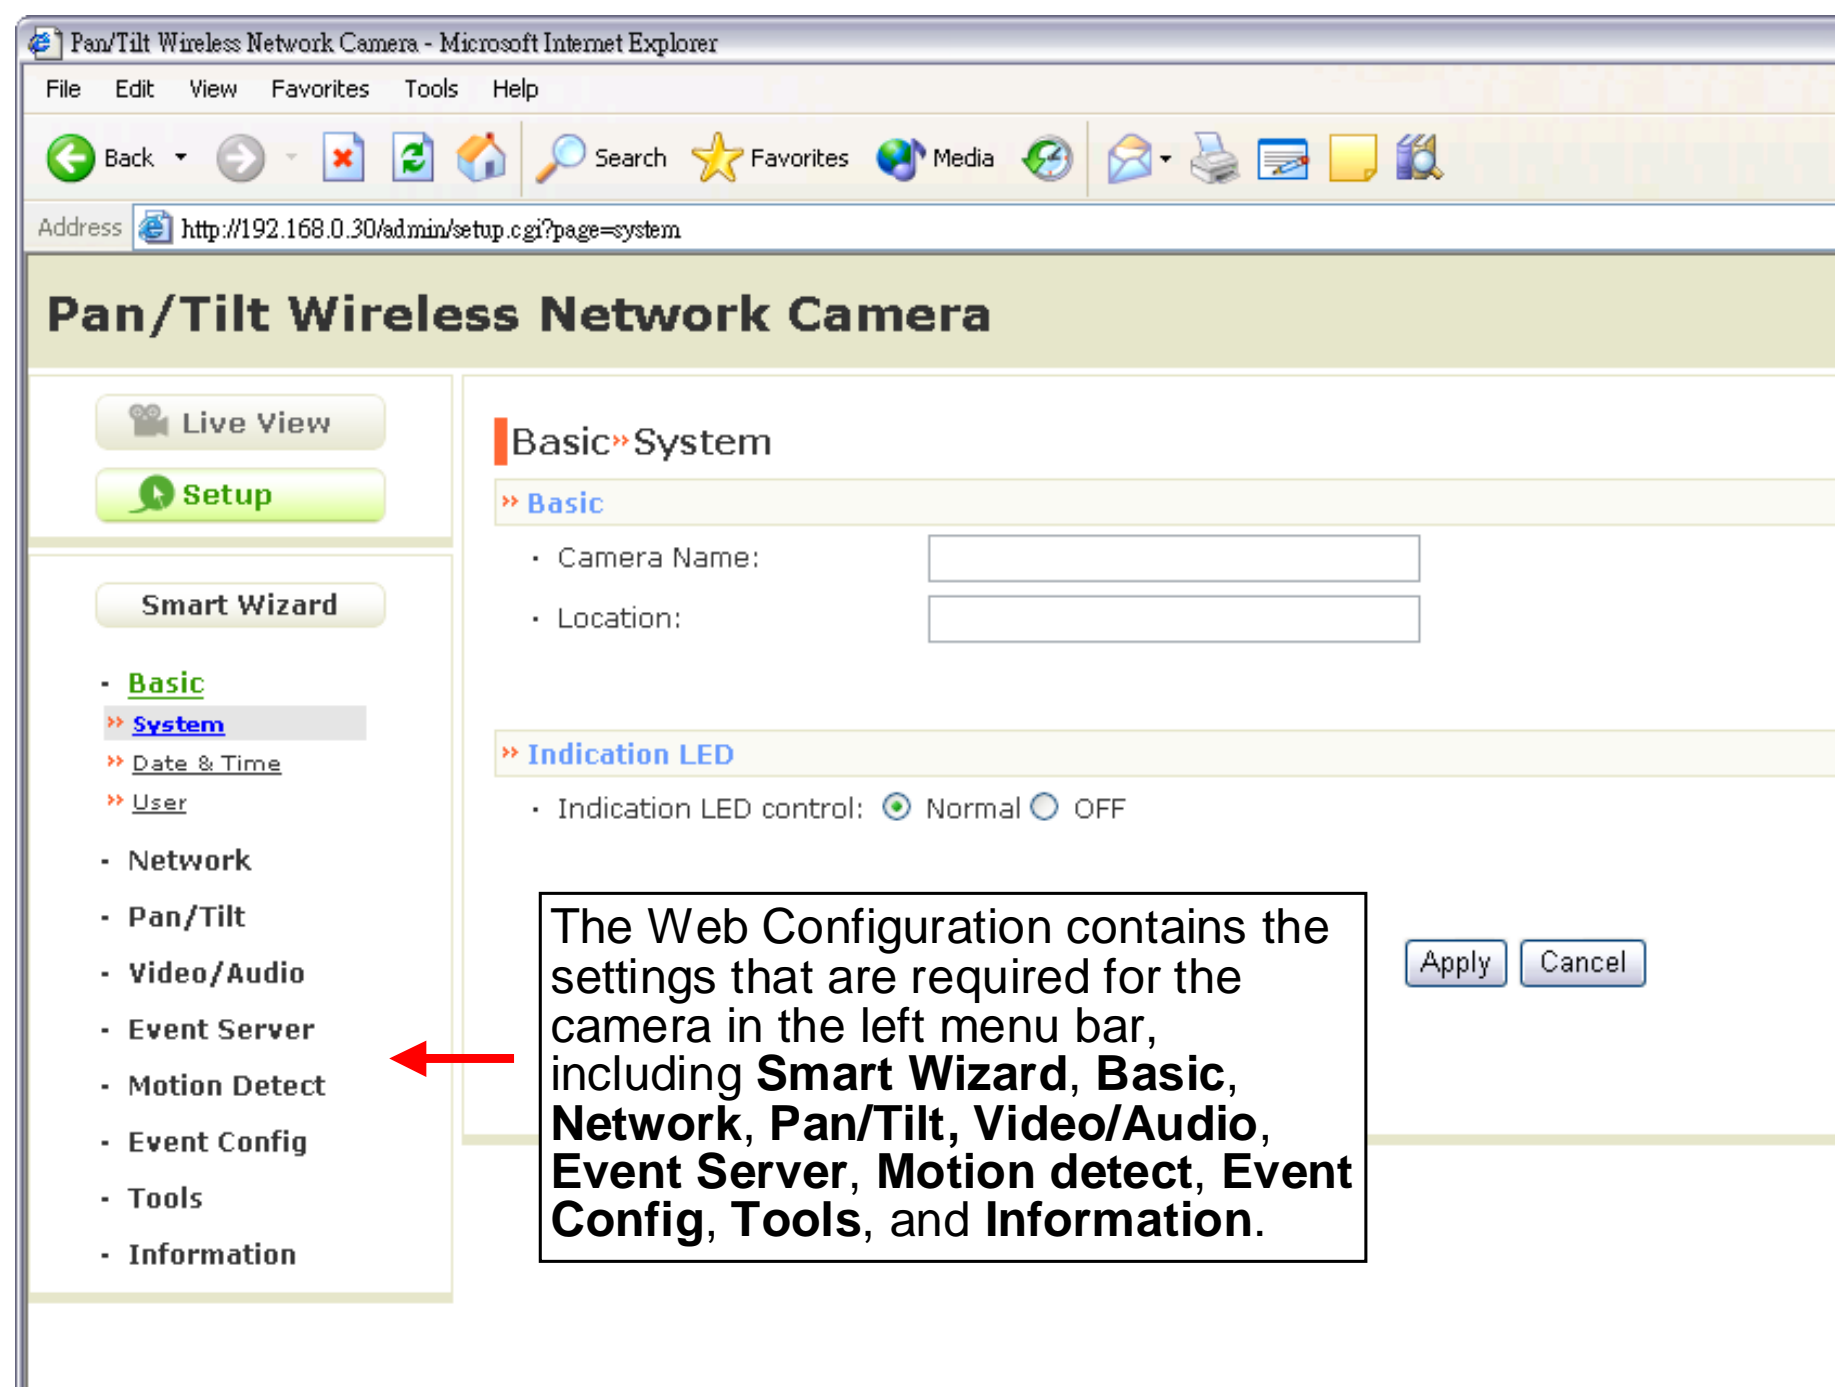 Pan/Tilt Wireless Network Camera - Microsoft Internet Explorer
File Edit View Favorites Tools Help
Back Search Favorites Media
Address http://192.168.0.30/admin/setup.cgi?page=system
Pan/Tilt Wireless Network Camera
Live View
Setup
Smart Wizard
- Basic
» System
» Date & Time
» User
- Network
- Pan/Tilt
- Video/Audio
- Event Server
- Motion Detect
- Event Config
- Tools
- Information
Basic»System
» Basic
· Camera Name:
· Location:
» Indication LED
· Indication LED control: Normal OFF
The Web Configuration contains the
settings that are required for the
camera in the left menu bar,
including Smart Wizard, Basic,
Network, Pan/Tilt, Video/Audio,
Event Server, Motion detect, Event
Config, Tools, and Information.
Apply Cancel